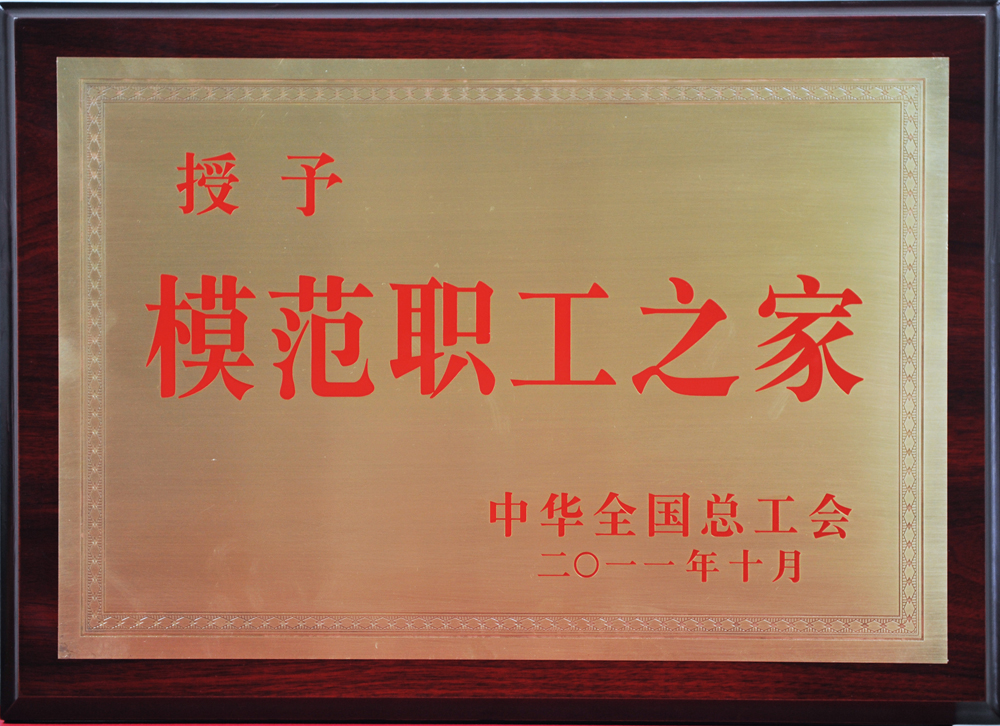 授予
模范职工之家
中华全国总工会
二〇一一年十月